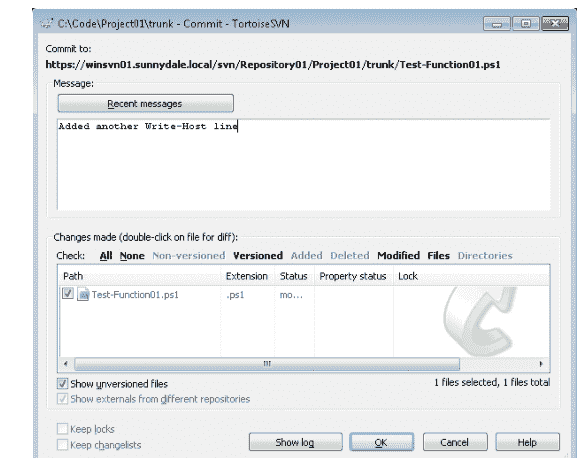 C:\Code\Project01\trunk - Commit - TortoiseSVN
Commit to:
https://winsvn01.sunnydale.local/svn/Repository01/Project01/trunk/Test-Function01.ps1
Message:
Recent messages
Added another Write-Host line
Changes made (double-click on file for diff):
Check: All None Non-versioned Versioned Added Deleted Modified Files Directories
Path Extension Status Property status Lock
Test-Function01.ps1 .ps1 mo...
Show unversioned files 1 files selected, 1 files total
Show externals from different repositories
Keep locks
Keep changelists
Show log OK Cancel Help